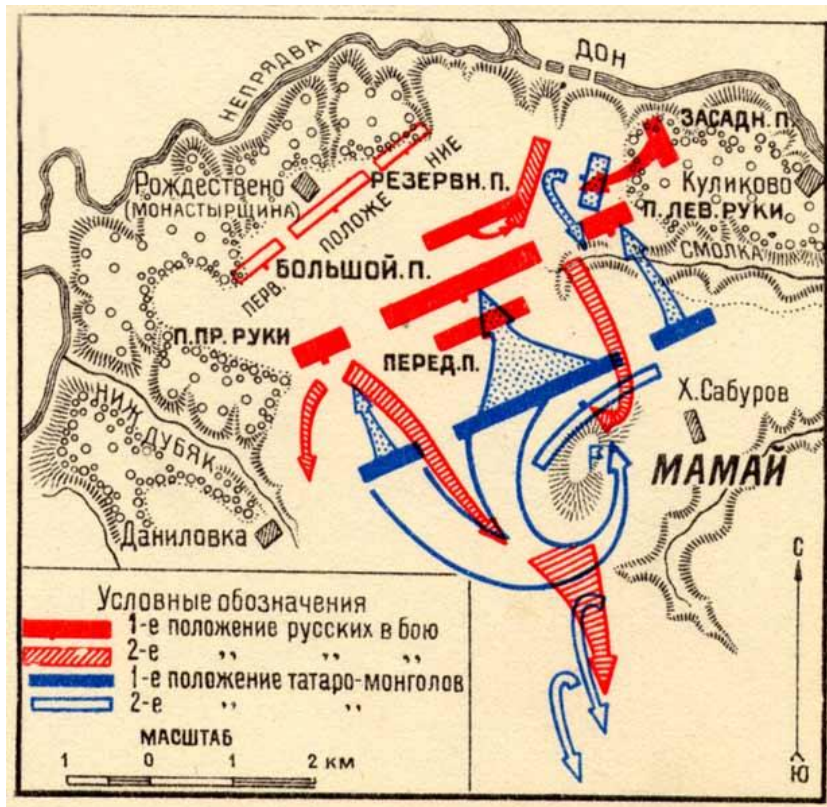 НЕПРЯДВА
ДОН
ЗАСАДН. П.
Рождествено
(МОНАСТЫРЩИНА)
РЕЗЕРВН. П.
Куликово
П. ЛЕВ. РУКИ
ПЕРВ. ПОЛОЖЕНИЕ
БОЛЬШОЙ. П.
СМОЛКА
П. ПР. РУКИ
ПЕРЕД. П.
Х. Сабуров
НИЖ ДУБЯК
МАМАЙ
Даниловка
С
Ю
Условные обозначения
1-е положение русских в бою
2-е ,, ,, ,,
1-е положение татаро-монголов
2-е ,, ,,
МАСШТАБ
1 0 1 2 км